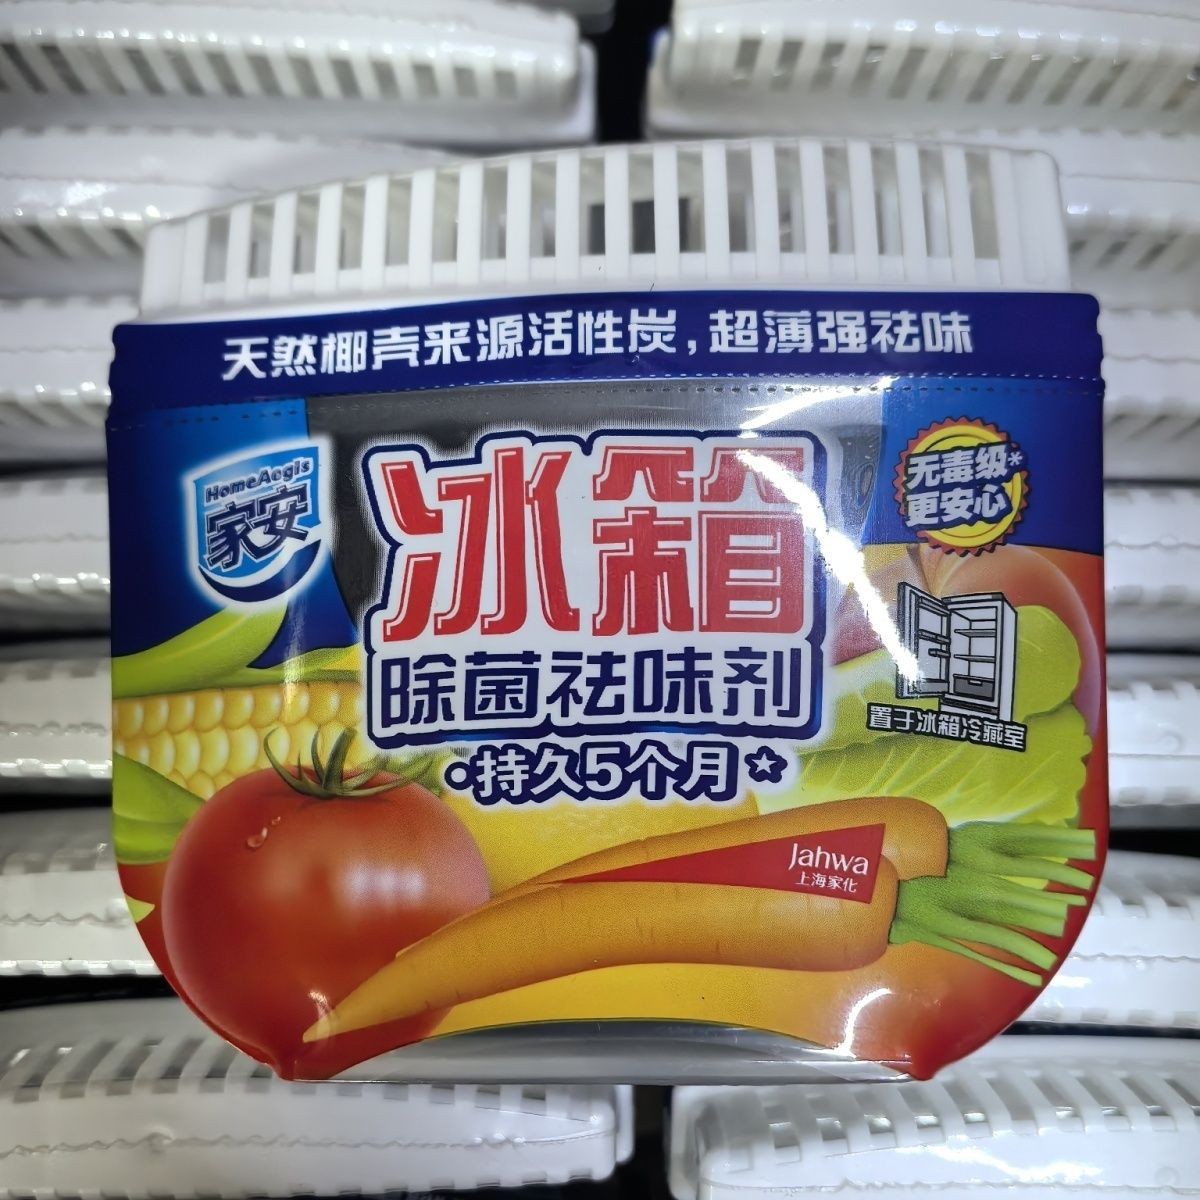 天然椰壳来源活性炭,超薄强祛味
HomeAegis
家安
冰箱
除菌祛味剂
·持久5个月☆
无毒级*
更安心
置于冰箱冷藏室
Jahwa
上海家化